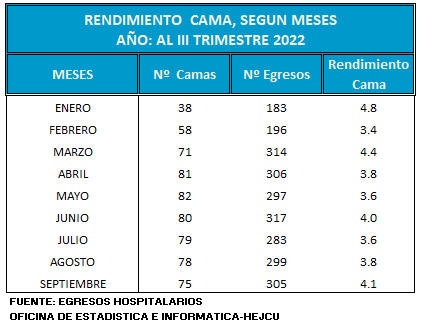 RENDIMIENTO CAMA, SEGUN MESES
AÑO: AL III TRIMESTRE 2022
MESES Nº Camas Nº Egresos Rendimiento Cama
ENERO 38 183 4.8
FEBRERO 58 196 3.4
MARZO 71 314 4.4
ABRIL 81 306 3.8
MAYO 82 297 3.6
JUNIO 80 317 4.0
JULIO 79 283 3.6
AGOSTO 78 299 3.8
SEPTIEMBRE 75 305 4.1
FUENTE: EGRESOS HOSPITALARIOS
OFICINA DE ESTADISTICA E INFORMATICA-HEJCU